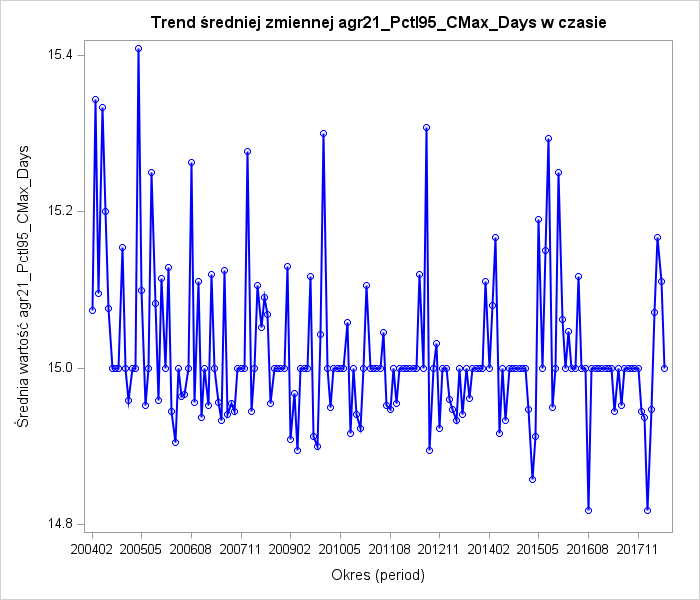 Trend średniej zmiennej agr21_Pctl95_CMax_Days w czasie
15.4
15.2
15.0
14.8
Średnia wartość agr21_Pctl95_CMax_Days
200402 200505 200608 200711 200902 201005 201108 201211 201402 201505 201608 201711
Okres (period)